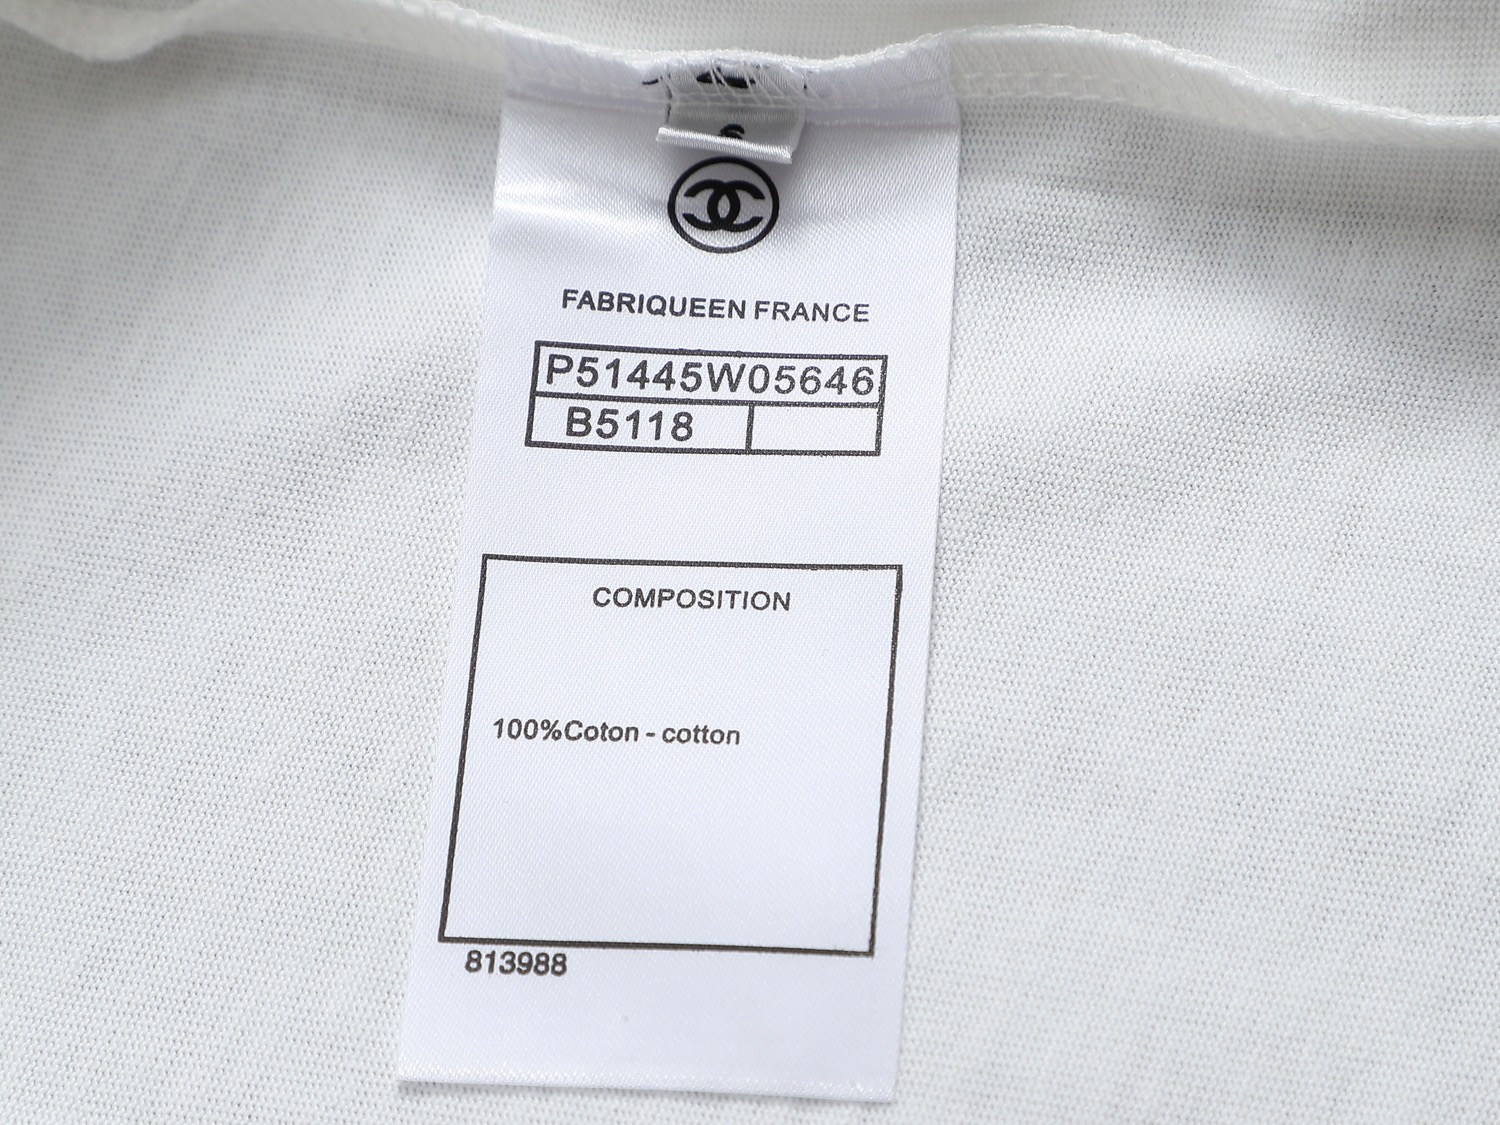 S
FABRIQUEEN FRANCE
P51445W05646
B5118
COMPOSITION
100%Coton - cotton
813988